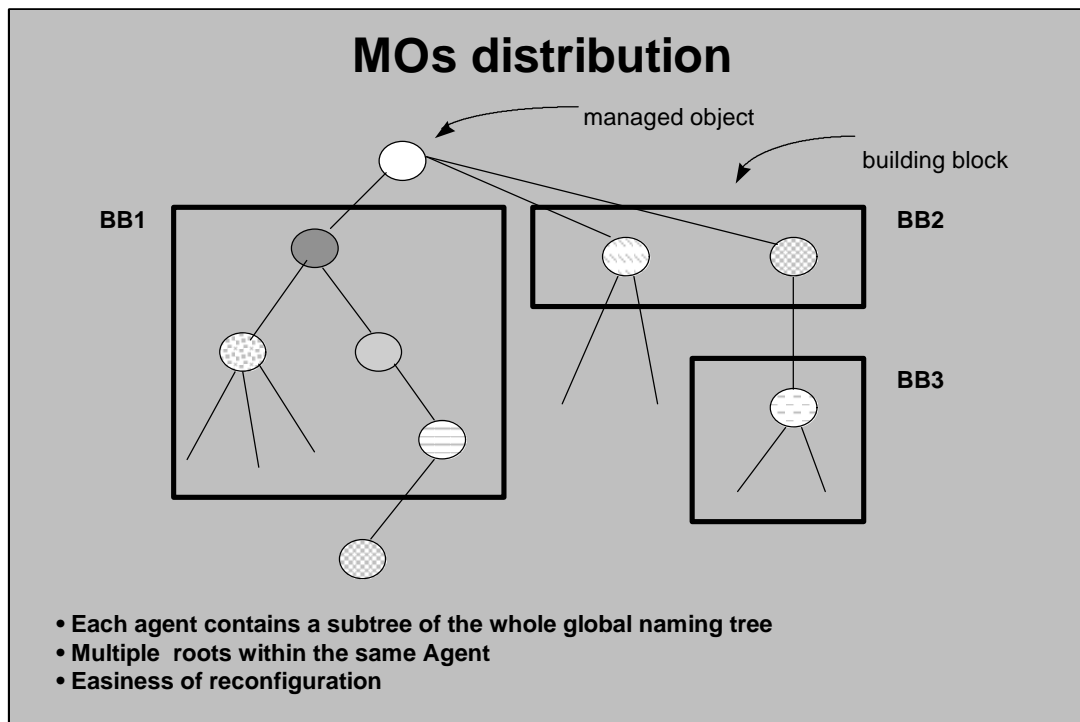 MOs distribution
managed object
building block
BB1
BB2
BB3
• Each agent contains a subtree of the whole global naming tree
• Multiple roots within the same Agent
• Easiness of reconfiguration